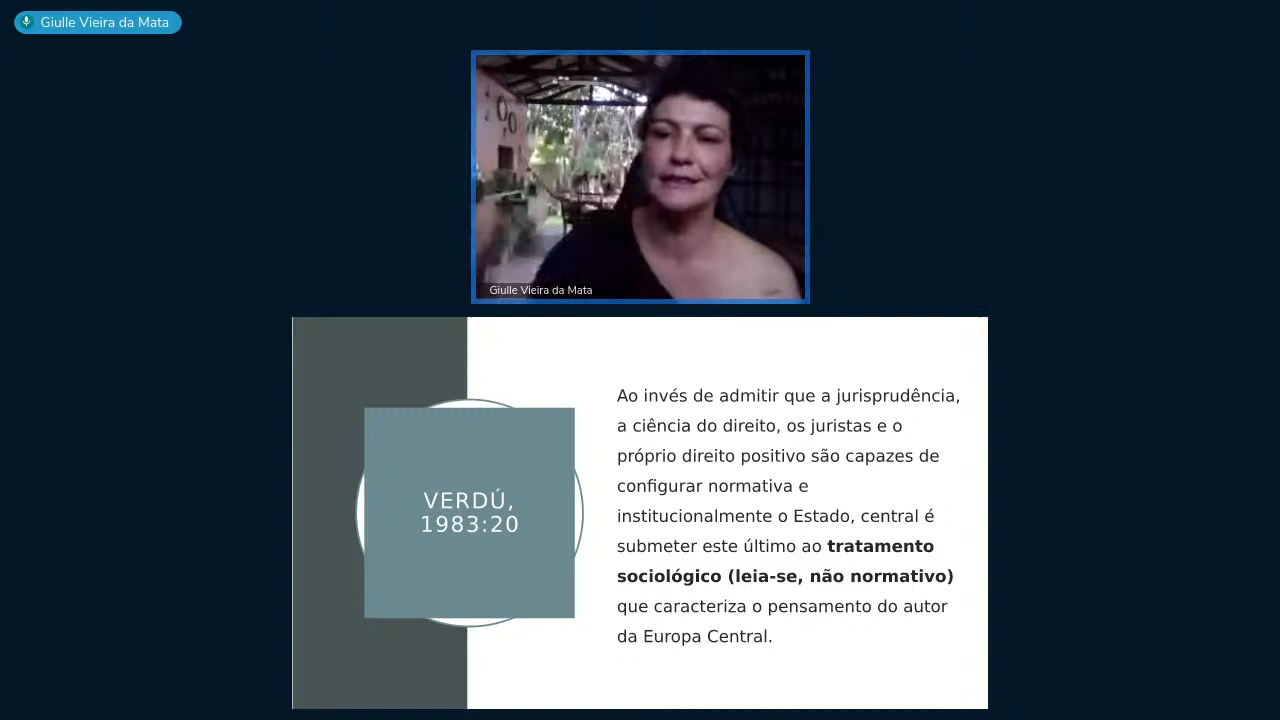 Giulle Vieira da Mata
Giulle Vieira da Mata
VERDÚ,
1983:20
Ao invés de admitir que a jurisprudência,
a ciência do direito, os juristas e o
próprio direito positivo são capazes de
configurar normativa e
institucionalmente o Estado, central é
submeter este último ao tratamento
sociológico (leia-se, não normativo)
que caracteriza o pensamento do autor
da Europa Central.